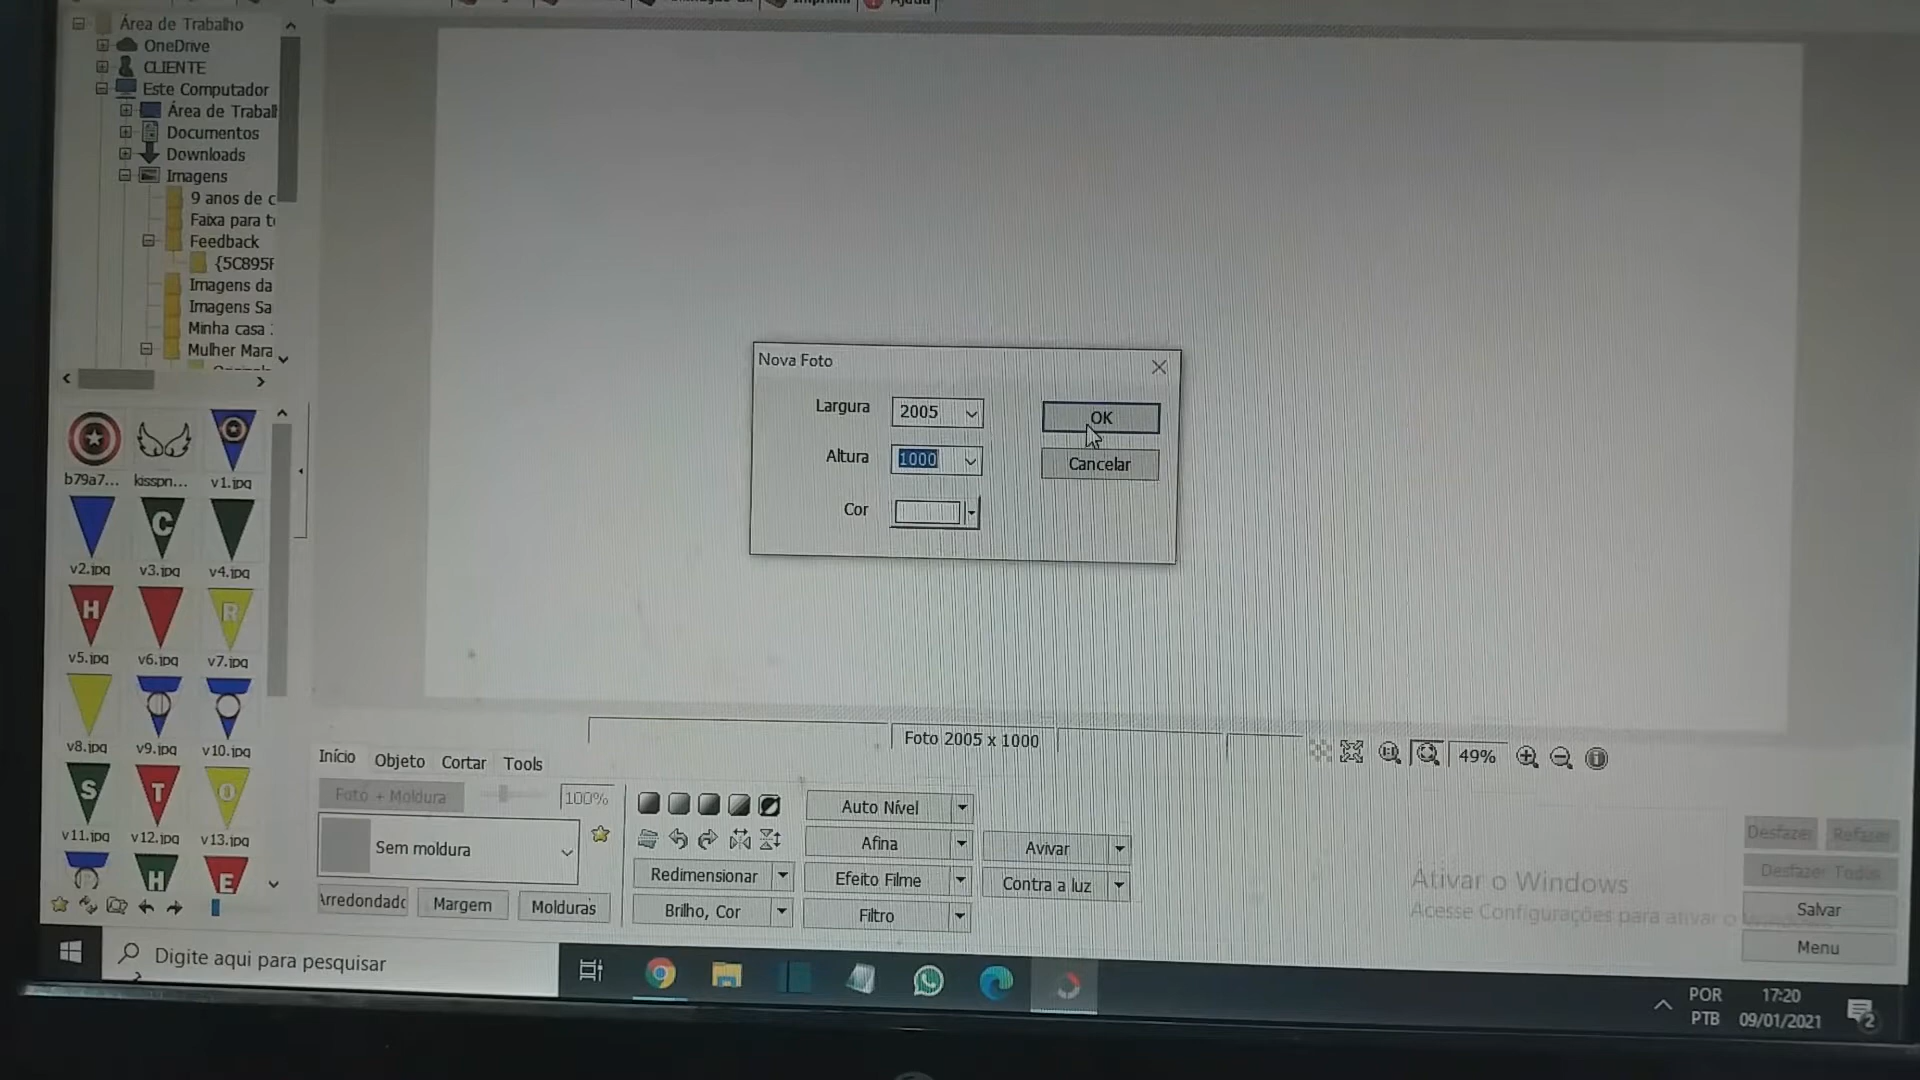 Imprimir
Ajuda
Área de Trabalho
OneDrive
CLIENTE
Este Computador
Área de Trabalh
Documentos
Downloads
Imagens
9 anos de c
Faixa para t
Feedback
{5C895F
Imagens da
Imagens Sa
Minha casa
Mulher Mara
b79a7...
kisspn...
v1.jpg
v2.jpg
v3.jpg
v4.jpg
C
H
R
v5.jpg
v6.jpg
v7.jpg
v8.jpg
v9.jpg
v10.jpg
S
T
O
v11.jpg
v12.jpg
v13.jpg
H
E
Nova Foto
Largura
2005
OK
Altura
1000
Cancelar
Cor
Foto 2005 x 1000
49%
Início
Objeto
Cortar
Tools
Foto + Moldura
100%
Sem moldura
Arredondado
Margem
Molduras
Auto Nível
Afina
Avivar
Redimensionar
Efeito Filme
Contra a luz
Brilho, Cor
Filtro
Desfazer
Refazer
Desfazer Todos
Salvar
Menu
Ativar o Windows
Acesse Configurações para ativar o
Digite aqui para pesquisar
POR
PTB
17:20
09/01/2021
2